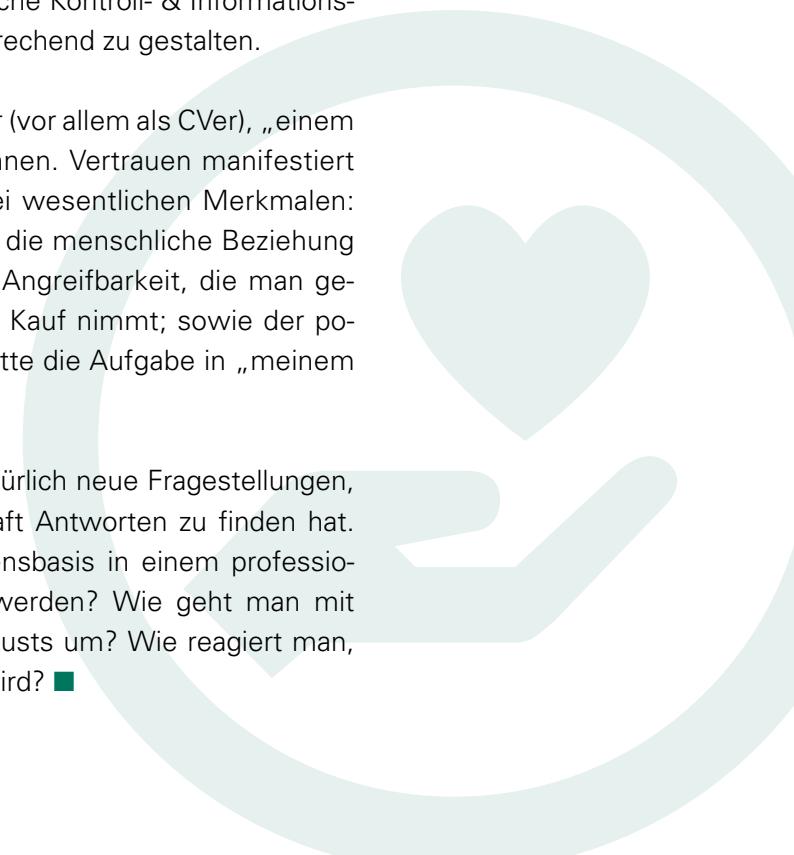 che Kontroll- & Informations-
rechend zu gestalten.
r (vor allem als CVer), „einem
nnen. Vertrauen manifestiert
ei wesentlichen Merkmalen:
die menschliche Beziehung
Angreifbarkeit, die man ge-
Kauf nimmt; sowie der po-
tte die Aufgabe in „meinem
ürlich neue Fragestellungen,
aft Antworten zu finden hat.
ensbasis in einem professio-
werden? Wie geht man mit
usts um? Wie reagiert man,
ird?